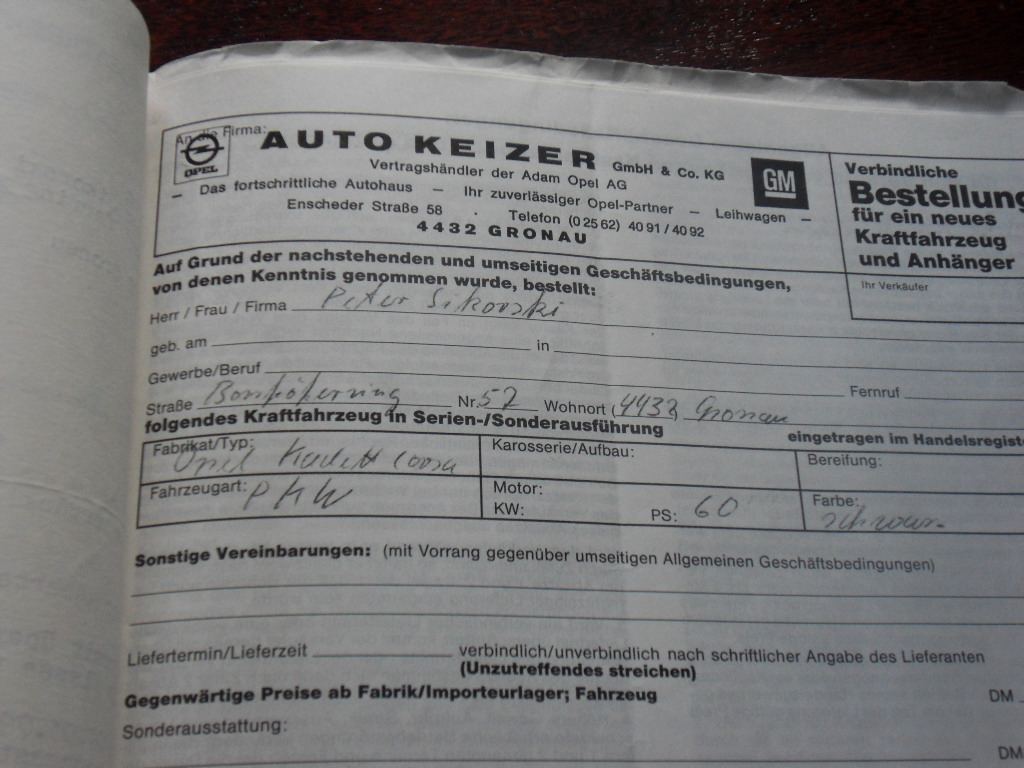 An die Firma:
OPEL
AUTO KEIZER GmbH & Co. KG
Vertragshändler der Adam Opel AG
— Das fortschrittliche Autohaus — Ihr zuverlässiger Opel-Partner — Leihwagen —
Enscheder Straße 58 · Telefon (0 25 62) 40 91 / 40 92
4432 GRONAU
GM
Verbindliche
Bestellung
für ein neues
Kraftfahrzeug
und Anhänger
Ihr Verkäufer
Auf Grund der nachstehenden und umseitigen Geschäftsbedingungen,
von denen Kenntnis genommen wurde, bestellt:
Herr / Frau / Firma Peter Sikorski
geb. am in
Gewerbe/Beruf Fernruf
Straße Nr. 57 Wohnort (4432 Gronau
folgendes Kraftfahrzeug in Serien-/Sonderausführung
eingetragen im Handelsregiste
Fabrikat/Typ: Opel Kadett
Karosserie/Aufbau:
Bereifung:
Fahrzeugart: PKW
Motor:
KW: PS: 60
Farbe:
Sonstige Vereinbarungen: (mit Vorrang gegenüber umseitigen Allgemeinen Geschäftsbedingungen)
Liefertermin/Lieferzeit verbindlich/unverbindlich nach schriftlicher Angabe des Lieferanten
(Unzutreffendes streichen)
Gegenwärtige Preise ab Fabrik/Importeurlager; Fahrzeug DM
Sonderausstattung:
DM